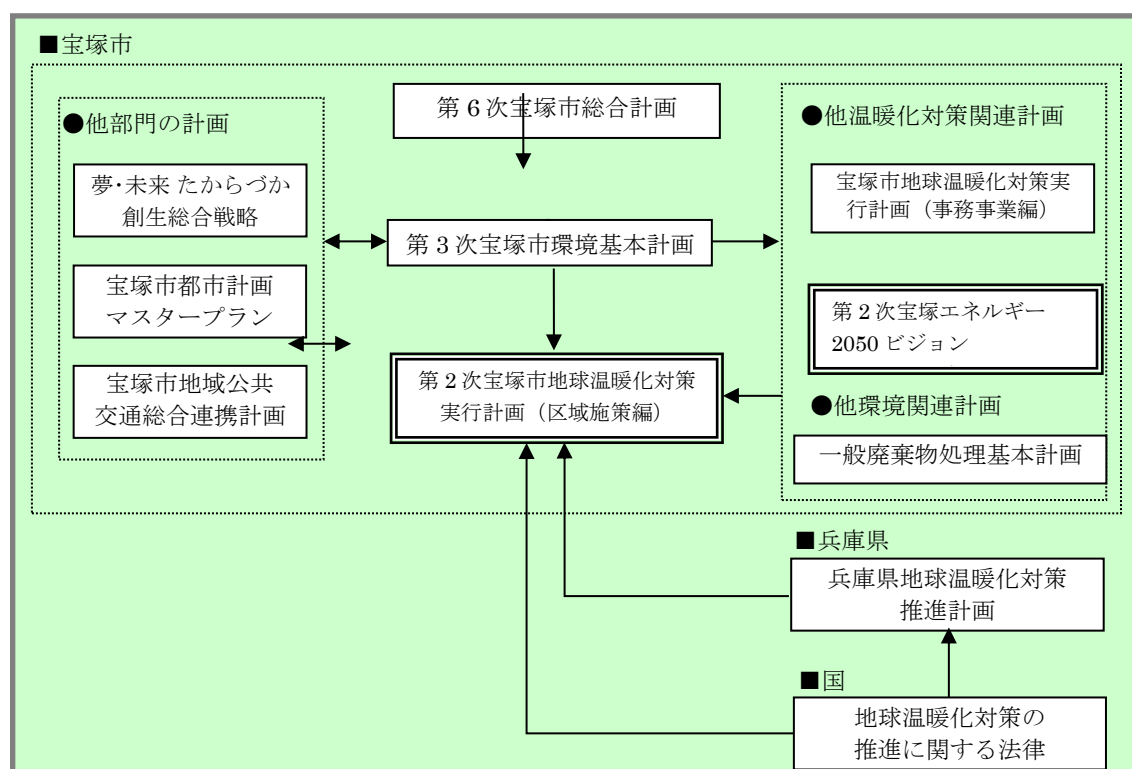 ■宝塚市
●他部門の計画
夢･未来 たからづか
創生総合戦略
宝塚市都市計画
マスタープラン
宝塚市地域公共
交通総合連携計画
第 6 次宝塚市総合計画
第 3 次宝塚市環境基本計画
第 2 次宝塚市地球温暖化対策
実行計画（区域施策編）
●他温暖化対策関連計画
宝塚市地球温暖化対策実
行計画（事務事業編）
第 2 次宝塚エネルギー
2050 ビジョン
●他環境関連計画
一般廃棄物処理基本計画
■兵庫県
兵庫県地球温暖化対策
推進計画
■国
地球温暖化対策の
推進に関する法律